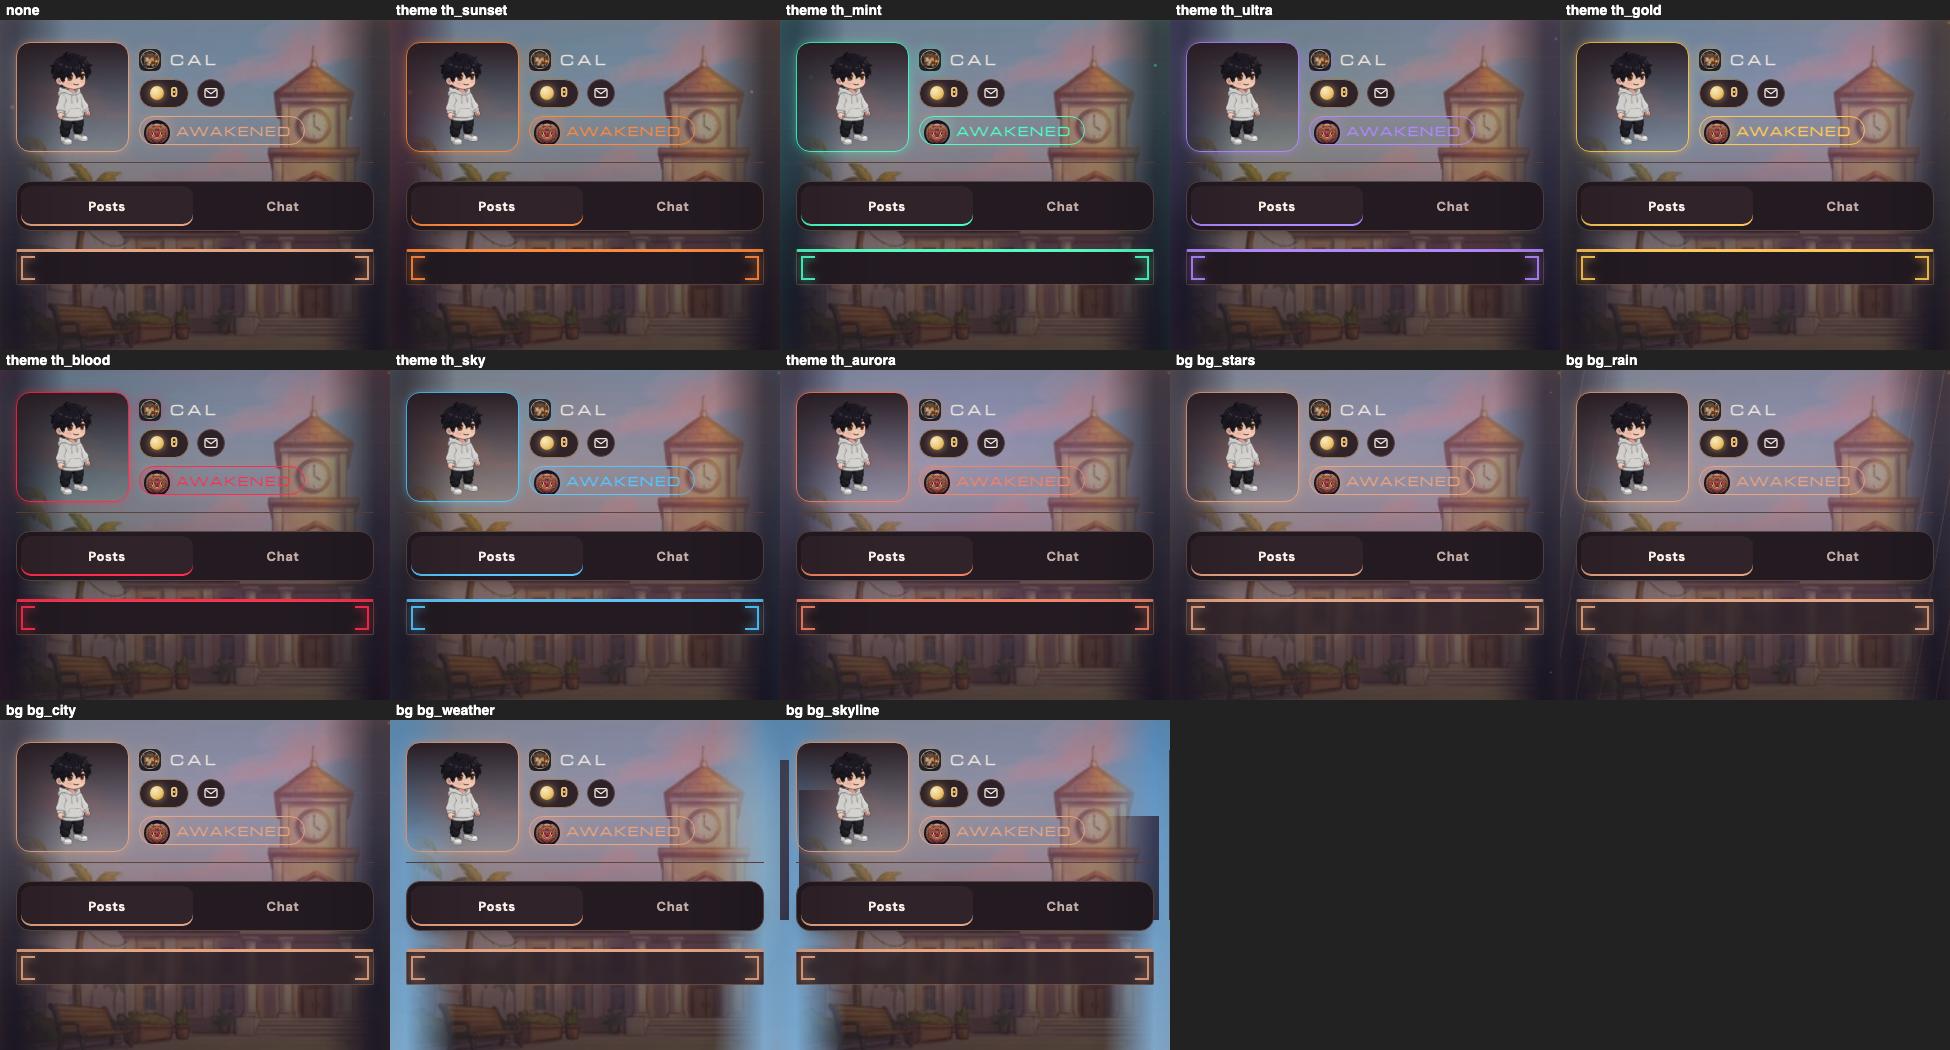 none
theme th_sunset
theme th_mint
theme th_ultra
theme th_gold
CAL
0
AWAKENED
Posts
Chat
CAL
0
AWAKENED
Posts
Chat
CAL
0
AWAKENED
Posts
Chat
CAL
0
AWAKENED
Posts
Chat
CAL
0
AWAKENED
Posts
Chat
theme th_blood
theme th_sky
theme th_aurora
bg bg_stars
bg bg_rain
CAL
0
AWAKENED
Posts
Chat
CAL
0
AWAKENED
Posts
Chat
CAL
0
AWAKENED
Posts
Chat
CAL
0
AWAKENED
Posts
Chat
CAL
0
AWAKENED
Posts
Chat
bg bg_city
bg bg_weather
bg bg_skyline
CAL
0
AWAKENED
Posts
Chat
CAL
0
AWAKENED
Posts
Chat
CAL
0
AWAKENED
Posts
Chat